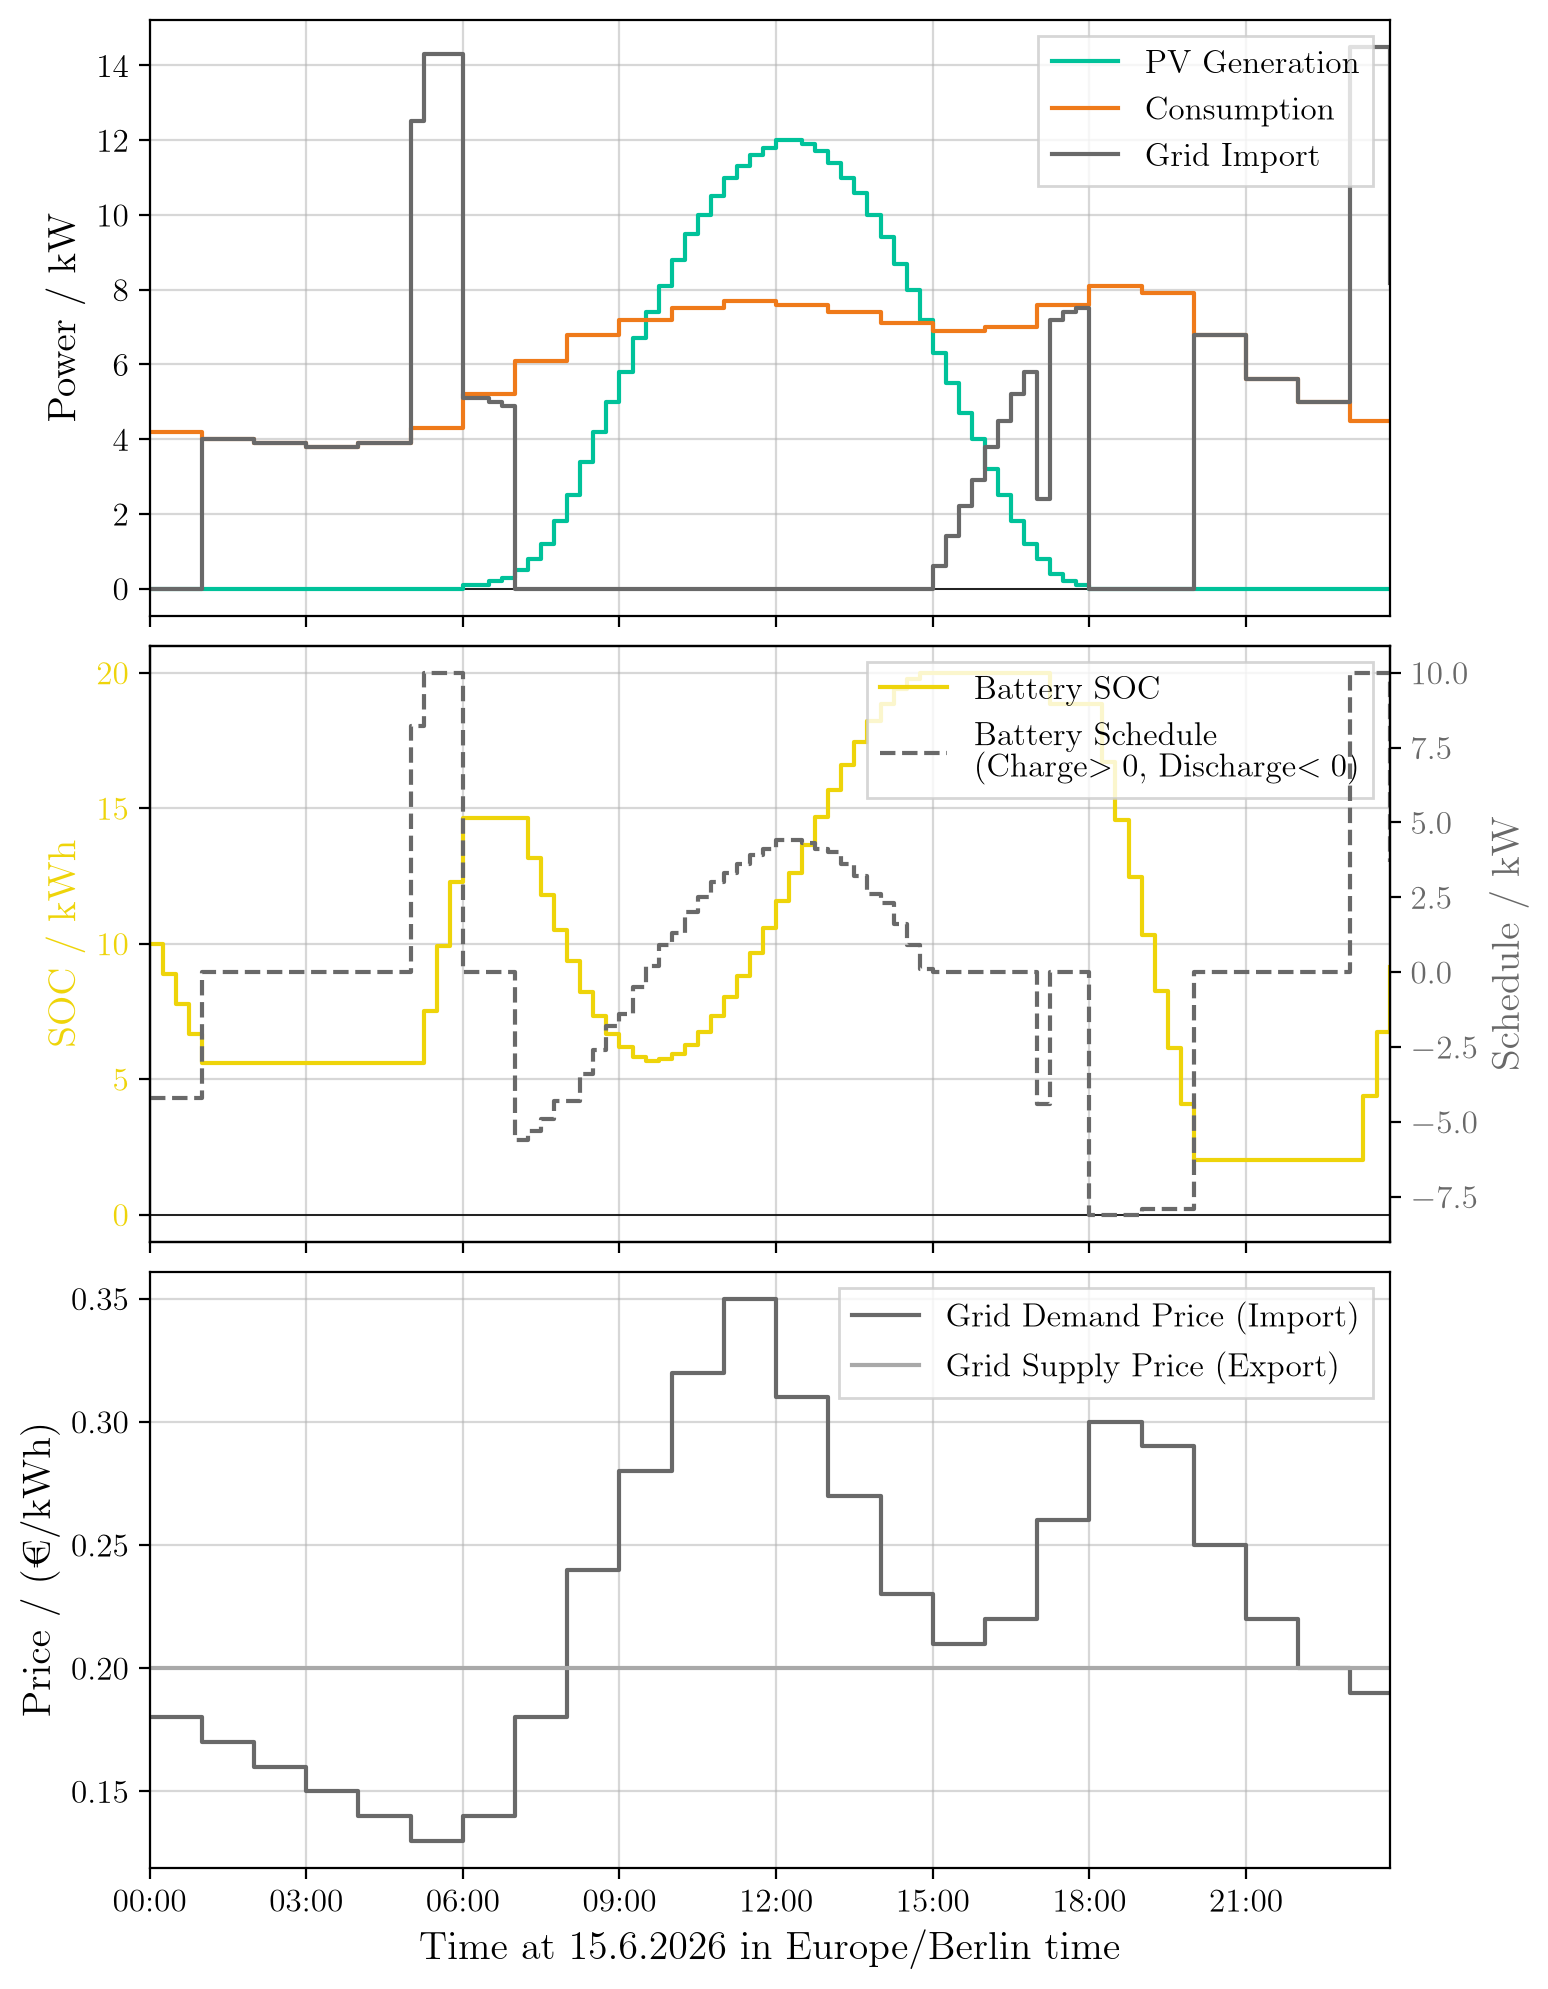 14
12
10
8
6
4
2
0
Power / kW
PV Generation
Consumption
Grid Import
20
15
10
5
0
SOC / kWh
Battery SOC
Battery Schedule
(Charge> 0, Discharge< 0)
10.0
7.5
5.0
2.5
0.0
−2.5
−5.0
−7.5
Schedule / kW
0.35
0.30
0.25
0.20
0.15
Price / (€/kWh)
Grid Demand Price (Import)
Grid Supply Price (Export)
00:00 03:00 06:00 09:00 12:00 15:00 18:00 21:00
Time at 15.6.2026 in Europe/Berlin time